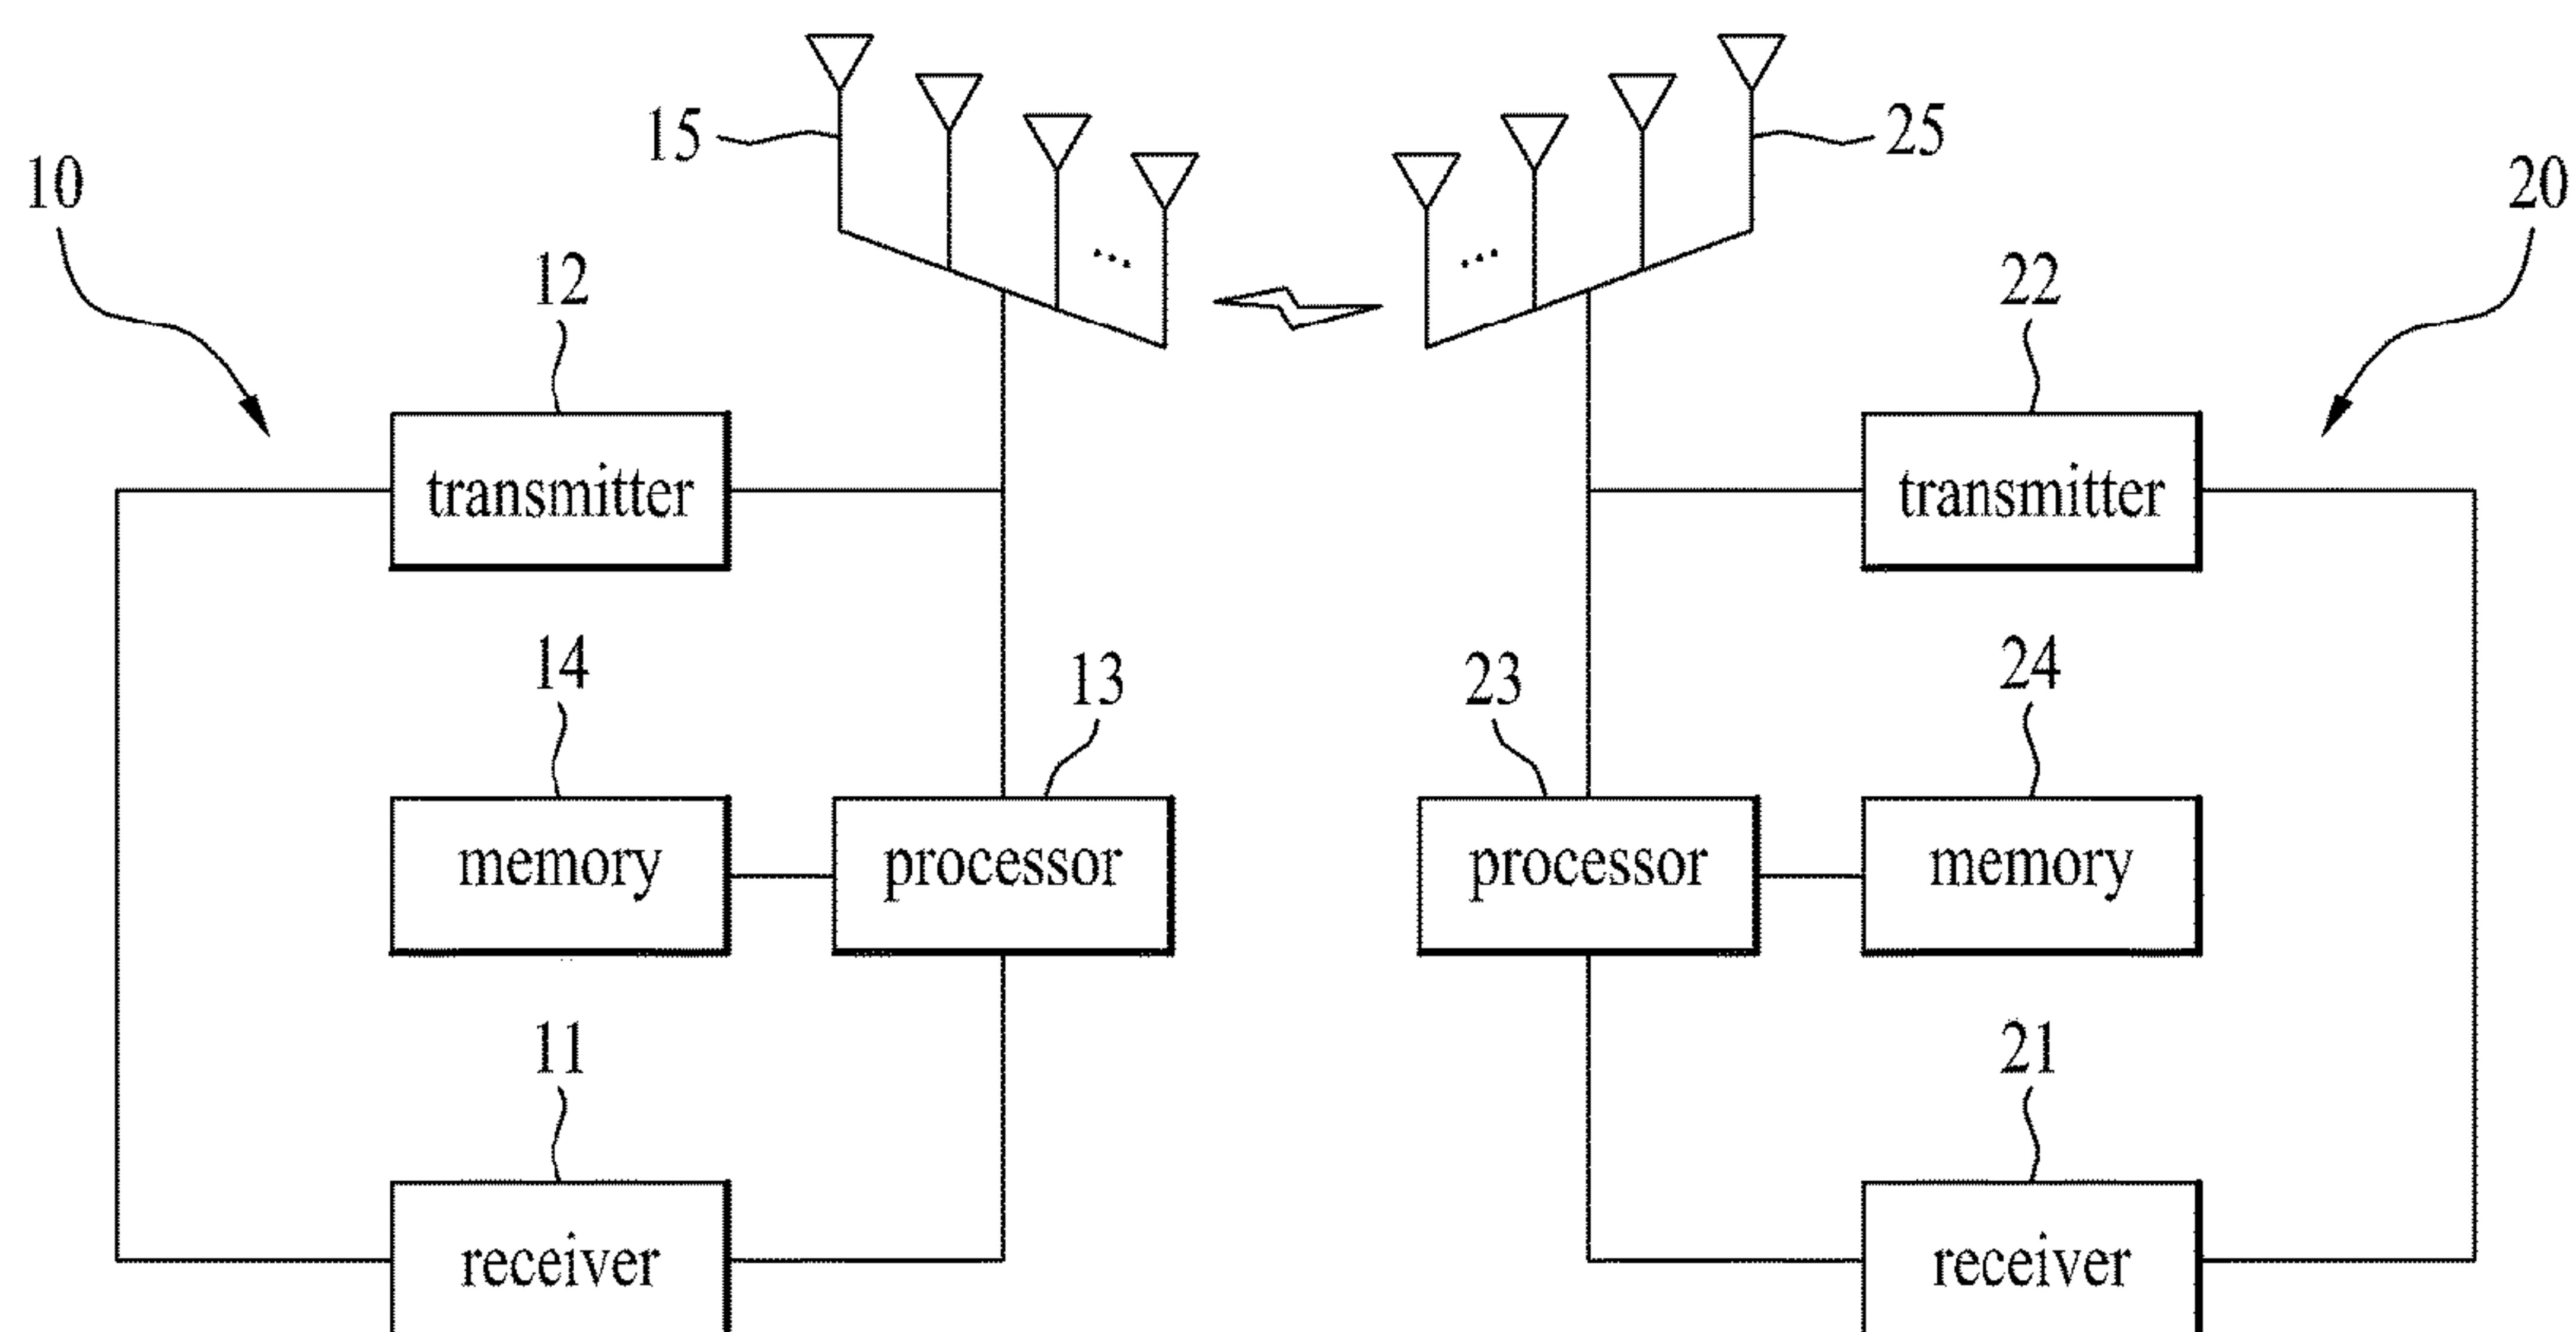 15
25
10
20
12
22
transmitter
transmitter
14
13
23
24
memory
processor
processor
memory
11
21
receiver
receiver